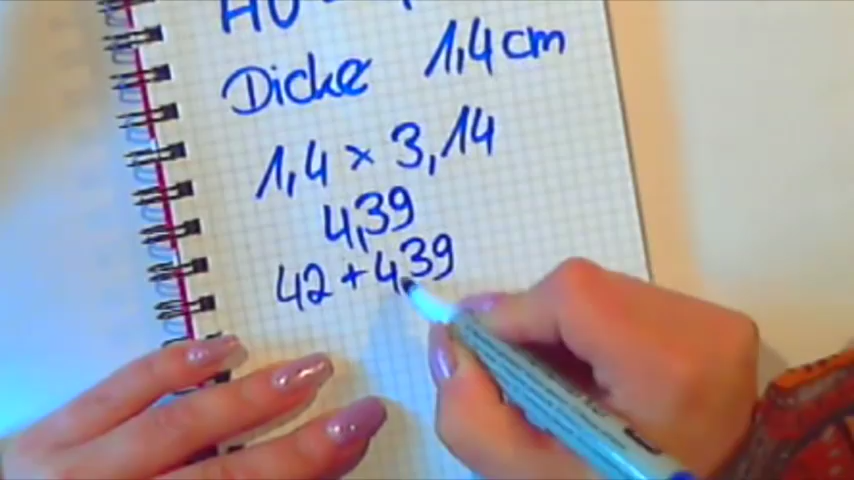 Dicke 1,4 cm
1,4 x 3,14
4,39
42 + 4,39